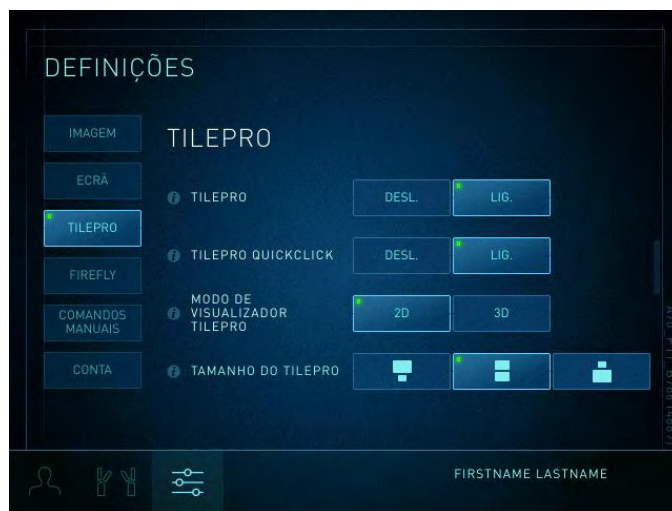 DEFINIÇÕES
IMAGEM
ECRÃ
TILEPRO
FIREFLY
COMANDOS
MANUAIS
CONTA
TILEPRO
TILEPRO
DESL.
LIG.
TILEPRO QUICKCLICK
DESL.
LIG.
MODO DE
VISUALIZADOR
TILEPRO
2D
3D
TAMANHO DO TILEPRO
FIRSTNAME LASTNAME